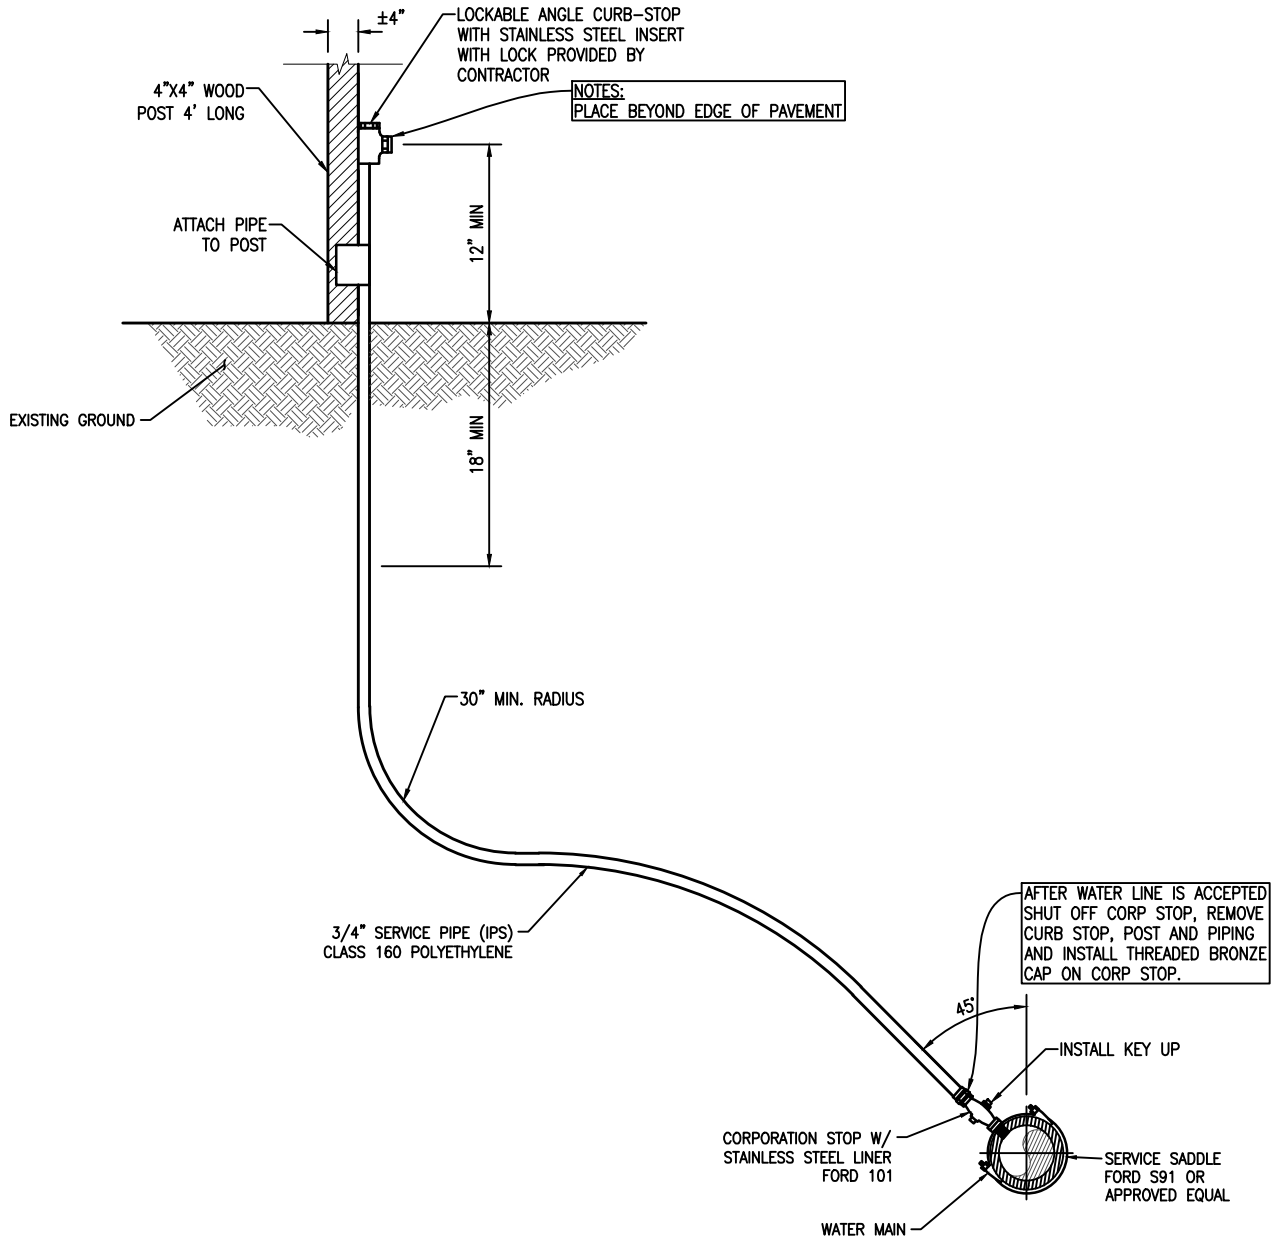 ±4"
LOCKABLE ANGLE CURB-STOP
WITH STAINLESS STEEL INSERT
WITH LOCK PROVIDED BY
CONTRACTOR
4"X4" WOOD
POST 4' LONG
NOTES:
PLACE BEYOND EDGE OF PAVEMENT
ATTACH PIPE
TO POST
12" MIN
EXISTING GROUND
18" MIN
30" MIN. RADIUS
3/4" SERVICE PIPE (IPS)
CLASS 160 POLYETHYLENE
AFTER WATER LINE IS ACCEPTED
SHUT OFF CORP STOP, REMOVE
CURB STOP, POST AND PIPING
AND INSTALL THREADED BRONZE
CAP ON CORP STOP.
45°
INSTALL KEY UP
CORPORATION STOP W/
STAINLESS STEEL LINER
FORD 101
SERVICE SADDLE
FORD S91 OR
APPROVED EQUAL
WATER MAIN